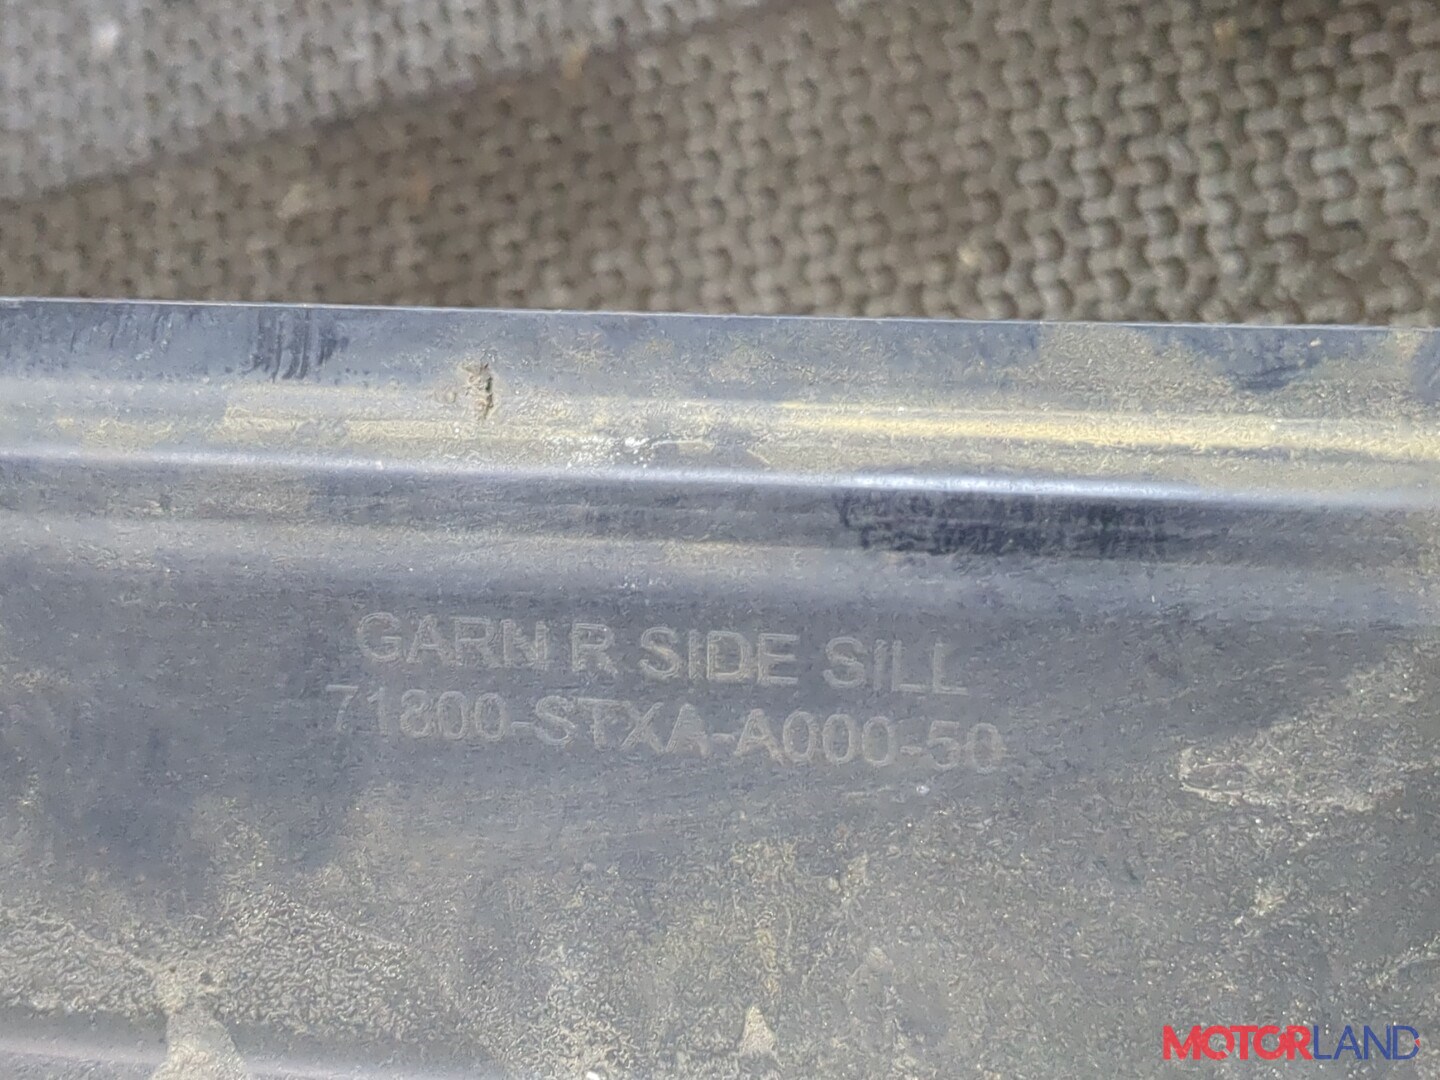 GARN R SIDE SILL
71800-STXA-A000-50
MOTORLAND